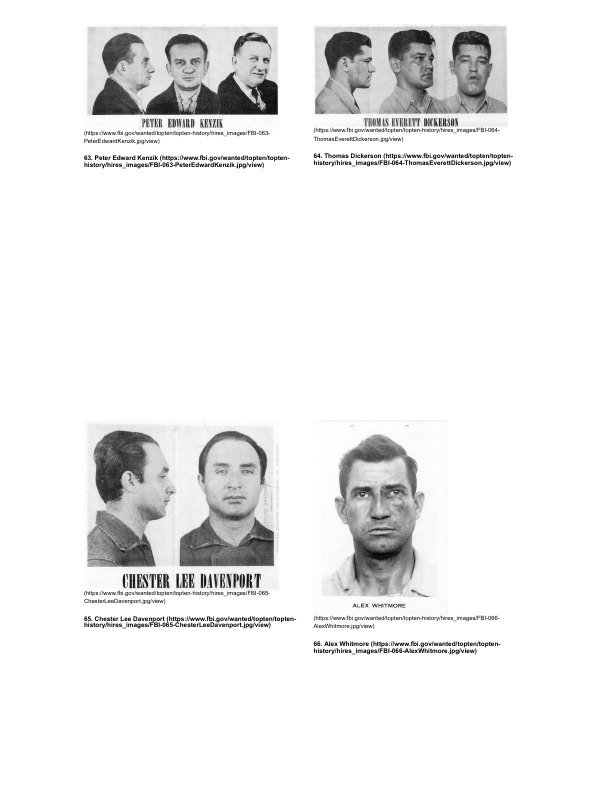 PETER EDWARD KENZIK
(https://www.fbi.gov/wanted/topten/topten-history/hires_images/FBI-063-
PeterEdwardKenzik.jpg/view)
63. Peter Edward Kenzik (https://www.fbi.gov/wanted/topten/topten-
history/hires_images/FBI-063-PeterEdwardKenzik.jpg/view)
THOMAS EVERETT DICKERSON
(https://www.fbi.gov/wanted/topten/topten-history/hires_images/FBI-064-
ThomasEverettDickerson.jpg/view)
64. Thomas Dickerson (https://www.fbi.gov/wanted/topten/topten-
history/hires_images/FBI-064-ThomasEverettDickerson.jpg/view)
CHESTER LEE DAVENPORT
(https://www.fbi.gov/wanted/topten/topten-history/hires_images/FBI-065-
ChesterLeeDavenport.jpg/view)
65. Chester Lee Davenport (https://www.fbi.gov/wanted/topten/topten-
history/hires_images/FBI-065-ChesterLeeDavenport.jpg/view)
ALEX WHITMORE
(https://www.fbi.gov/wanted/topten/topten-history/hires_images/FBI-066-
AlexWhitmore.jpg/view)
66. Alex Whitmore (https://www.fbi.gov/wanted/topten/topten-
history/hires_images/FBI-066-AlexWhitmore.jpg/view)